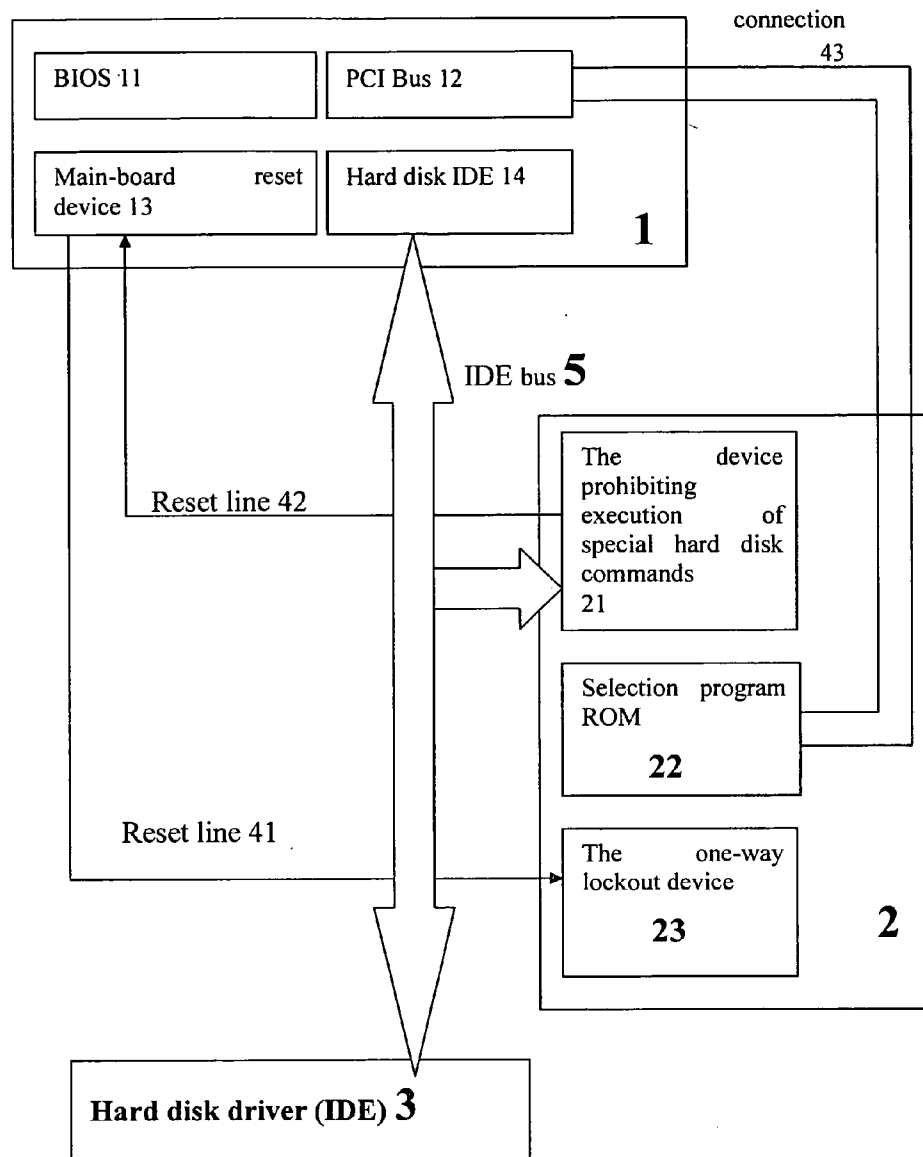 connection
43
BIOS 11
PCI Bus 12
Main-board reset
device 13
Hard disk IDE 14
1
IDE bus 5
The device
prohibiting
execution of
special hard disk
commands
21
Reset line 42
Selection program
ROM
22
Reset line 41
The one-way
lockout device
23
2
Hard disk driver (IDE) 3